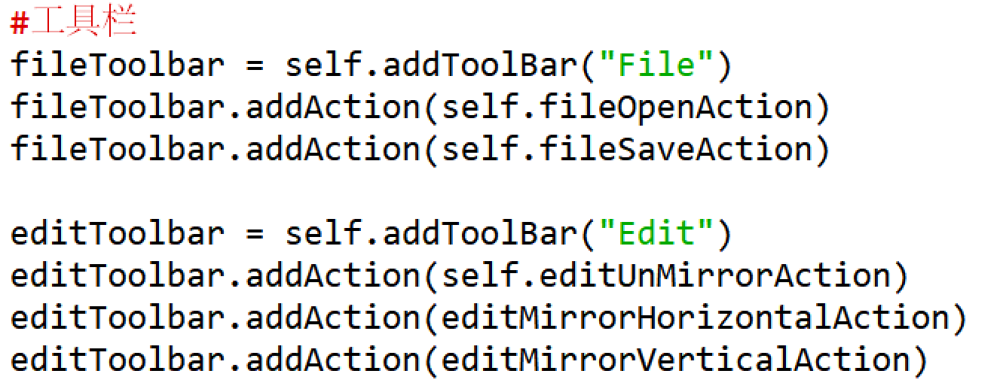 #工具栏
fileToolbar = self.addToolBar("File")
fileToolbar.addAction(self.fileOpenAction)
fileToolbar.addAction(self.fileSaveAction)
editToolbar = self.addToolBar("Edit")
editToolbar.addAction(self.editUnMirrorAction)
editToolbar.addAction(editMirrorHorizontalAction)
editToolbar.addAction(editMirrorVerticalAction)